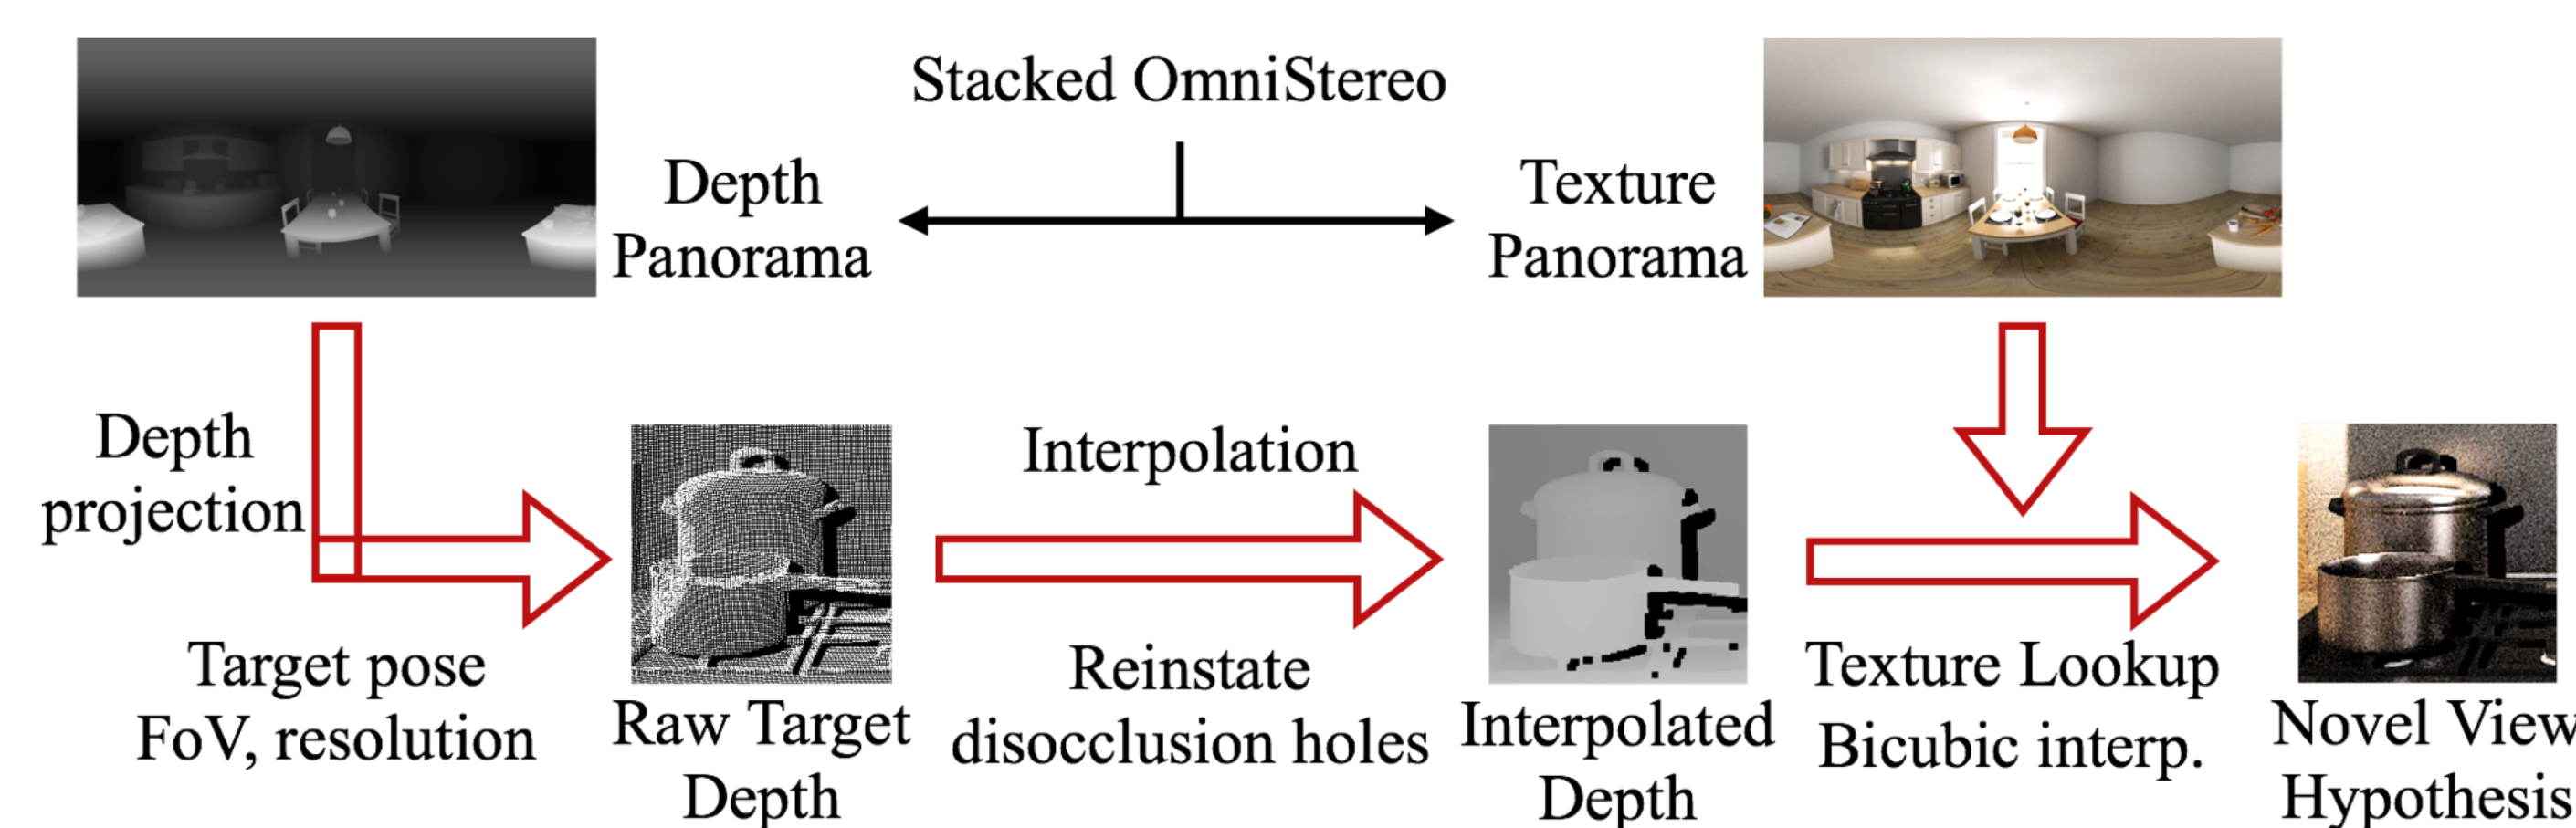 Stacked OmniStereo
Depth
Panorama
Texture
Panorama
Depth
projection
Target pose
FoV, resolution
Raw Target
Depth
Interpolation
Reinstate
disocclusion holes
Interpolated
Depth
Texture Lookup
Bicubic interp.
Novel View
Hypothesis